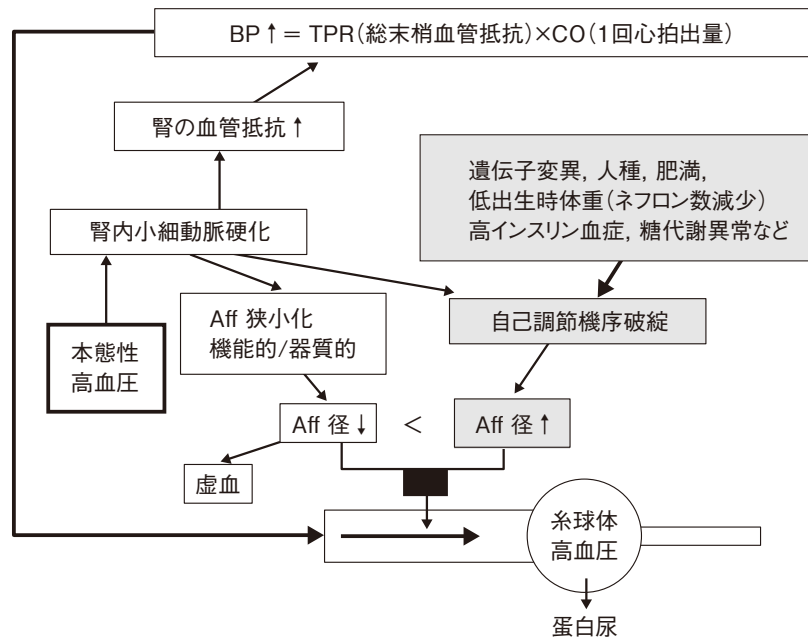 BP↑＝TPR（総末梢血管抵抗）×CO（1回心拍出量）
腎の血管抵抗↑
遺伝子変異，人種，肥満，
低出生時体重（ネフロン数減少）
高インスリン血症，糖代謝異常など
腎内小細動脈硬化
Aff 狭小化
機能的/器質的
自己調節機序破綻
本態性
高血圧
Aff 径↓ ＜ Aff 径↑
虚血
糸球体
高血圧
蛋白尿